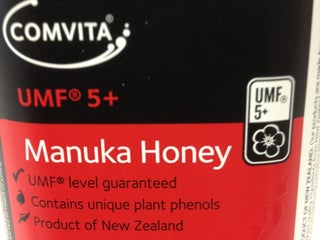 COMVITA®
UMF® 5+
UMF®
5+
Manuka Honey
UMF® level guaranteed
Contains unique plant phenols
Product of New Zealand